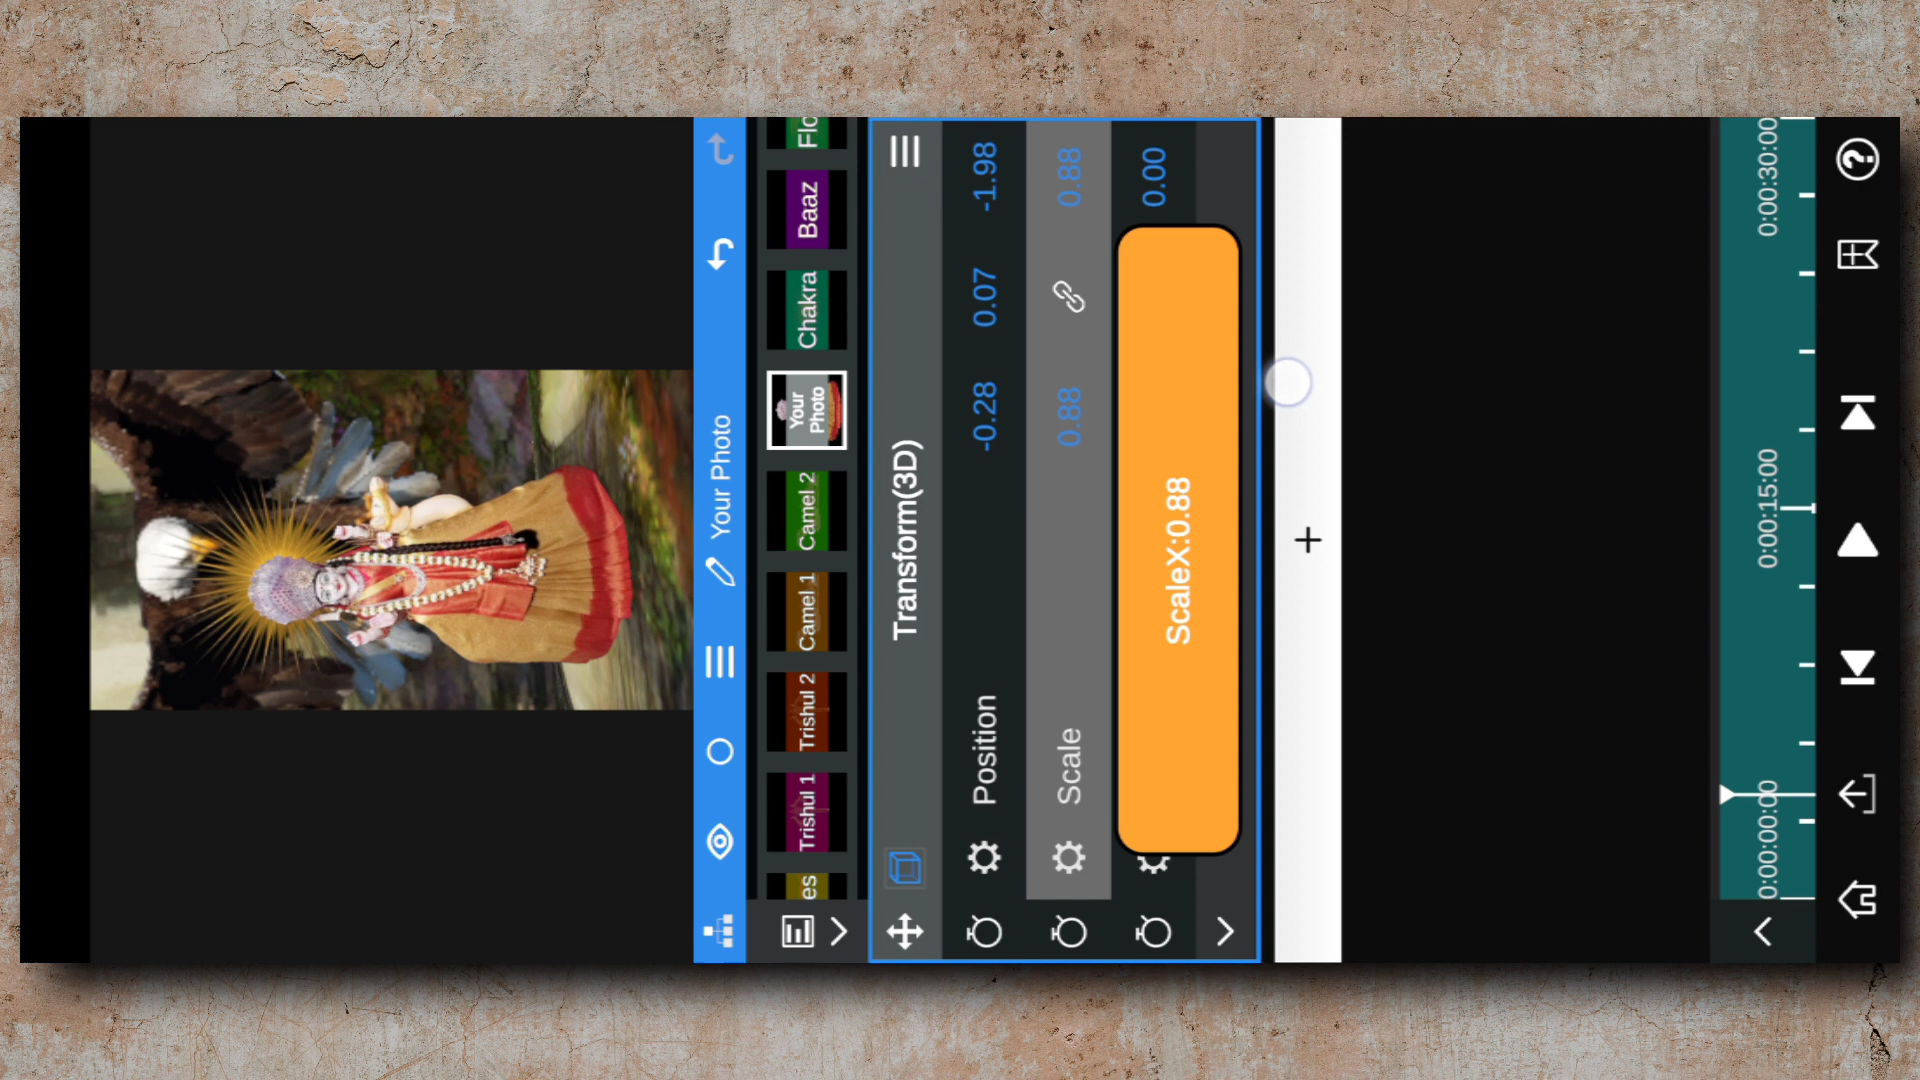 Your Photo
es
Trishul 1
Trishul 2
Camel 1
Camel 2
Your
Photo
Chakra
Baaz
Flo
Transform(3D)
Position -0.28 0.07 -1.98
Scale 0.88 0.88
0.00
ScaleX:0.88
+
0:00:00:00 0:00:15:00 0:00:30:00